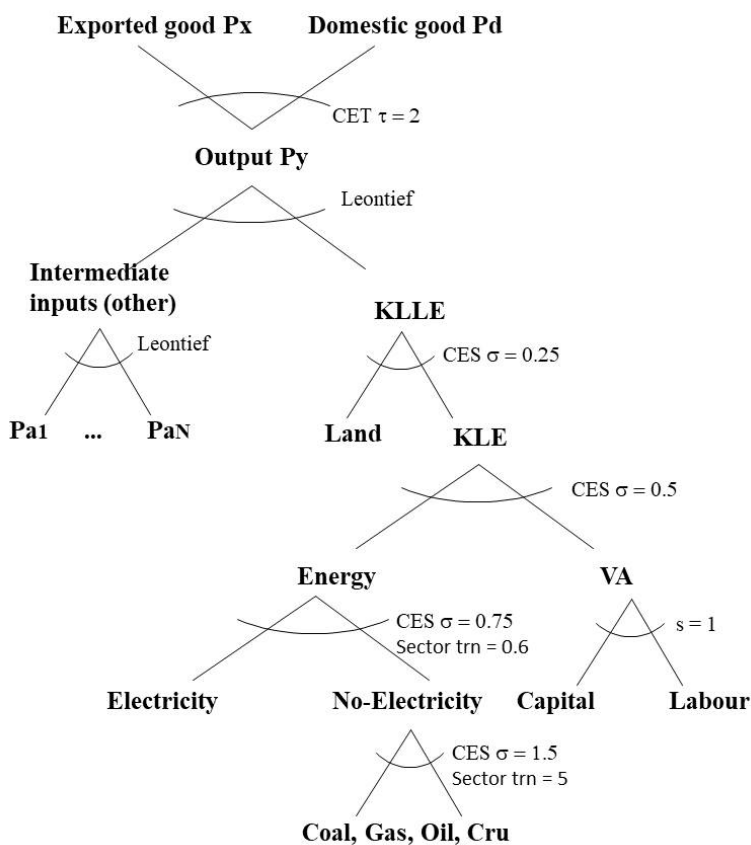 Exported good Px
Domestic good Pd
CET τ = 2
Output Py
Leontief
Intermediate
inputs (other)
KLLE
Leontief
CES σ = 0.25
Pa1 ... PaN
Land
KLE
CES σ = 0.5
Energy
VA
CES σ = 0.75
Sector trn = 0.6
s = 1
Electricity
No-Electricity
Capital
Labour
CES σ = 1.5
Sector trn = 5
Coal, Gas, Oil, Cru